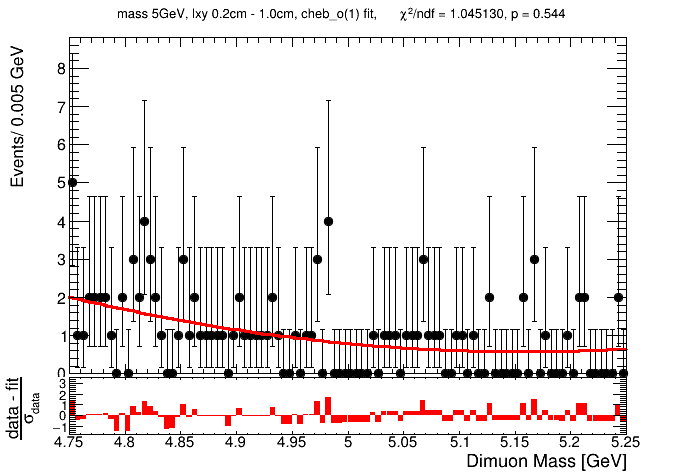 mass 5GeV, lxy 0.2cm - 1.0cm, cheb_o(1) fit, χ²/ndf = 1.045130, p = 0.544
Events/ 0.005 GeV
8
7
6
5
4
3
2
1
0
data - fit
σdata
3
2
1
0
−1
4.75 4.8 4.85 4.9 4.95 5 5.05 5.1 5.15 5.2 5.25
Dimuon Mass [GeV]